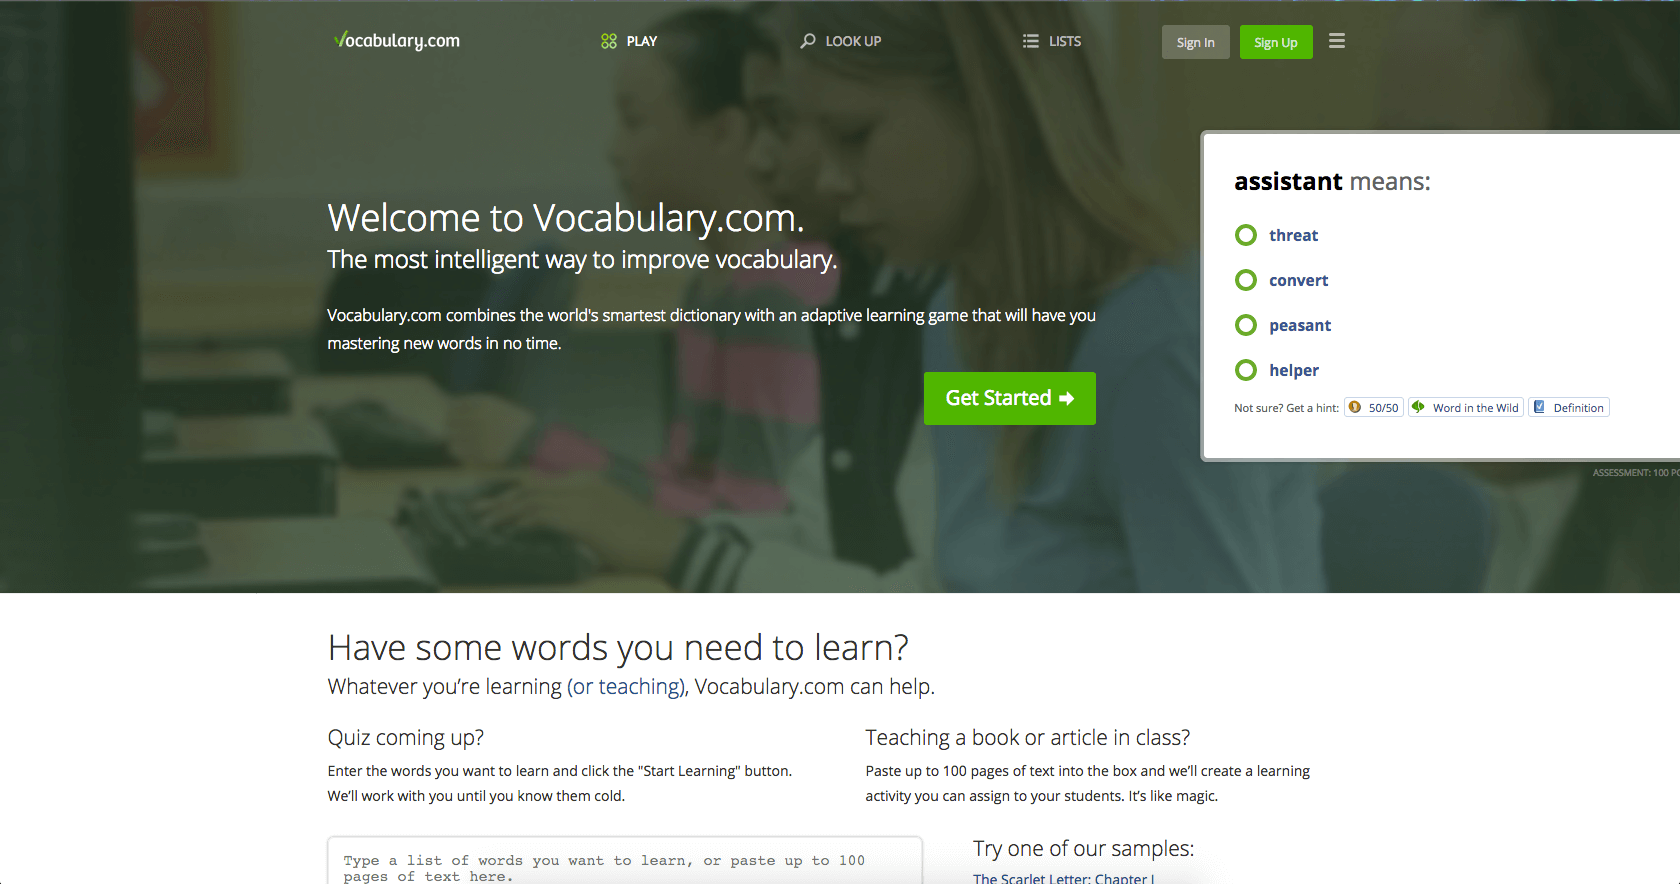 Vocabulary.com
PLAY
LOOK UP
LISTS
Sign In
Sign Up
Welcome to Vocabulary.com.
The most intelligent way to improve vocabulary.
Vocabulary.com combines the world's smartest dictionary with an adaptive learning game that will have you
mastering new words in no time.
Get Started
assistant means:
threat
convert
peasant
helper
Not sure? Get a hint: 50/50 Word in the Wild Definition
ASSESSMENT: 100
Have some words you need to learn?
Whatever you’re learning (or teaching), Vocabulary.com can help.
Quiz coming up?
Enter the words you want to learn and click the "Start Learning" button.
We’ll work with you until you know them cold.
Teaching a book or article in class?
Paste up to 100 pages of text into the box and we’ll create a learning
activity you can assign to your students. It’s like magic.
Type a list of words you want to learn, or paste up to 100
pages of text here.
Try one of our samples:
The Scarlet Letter: Chapter I